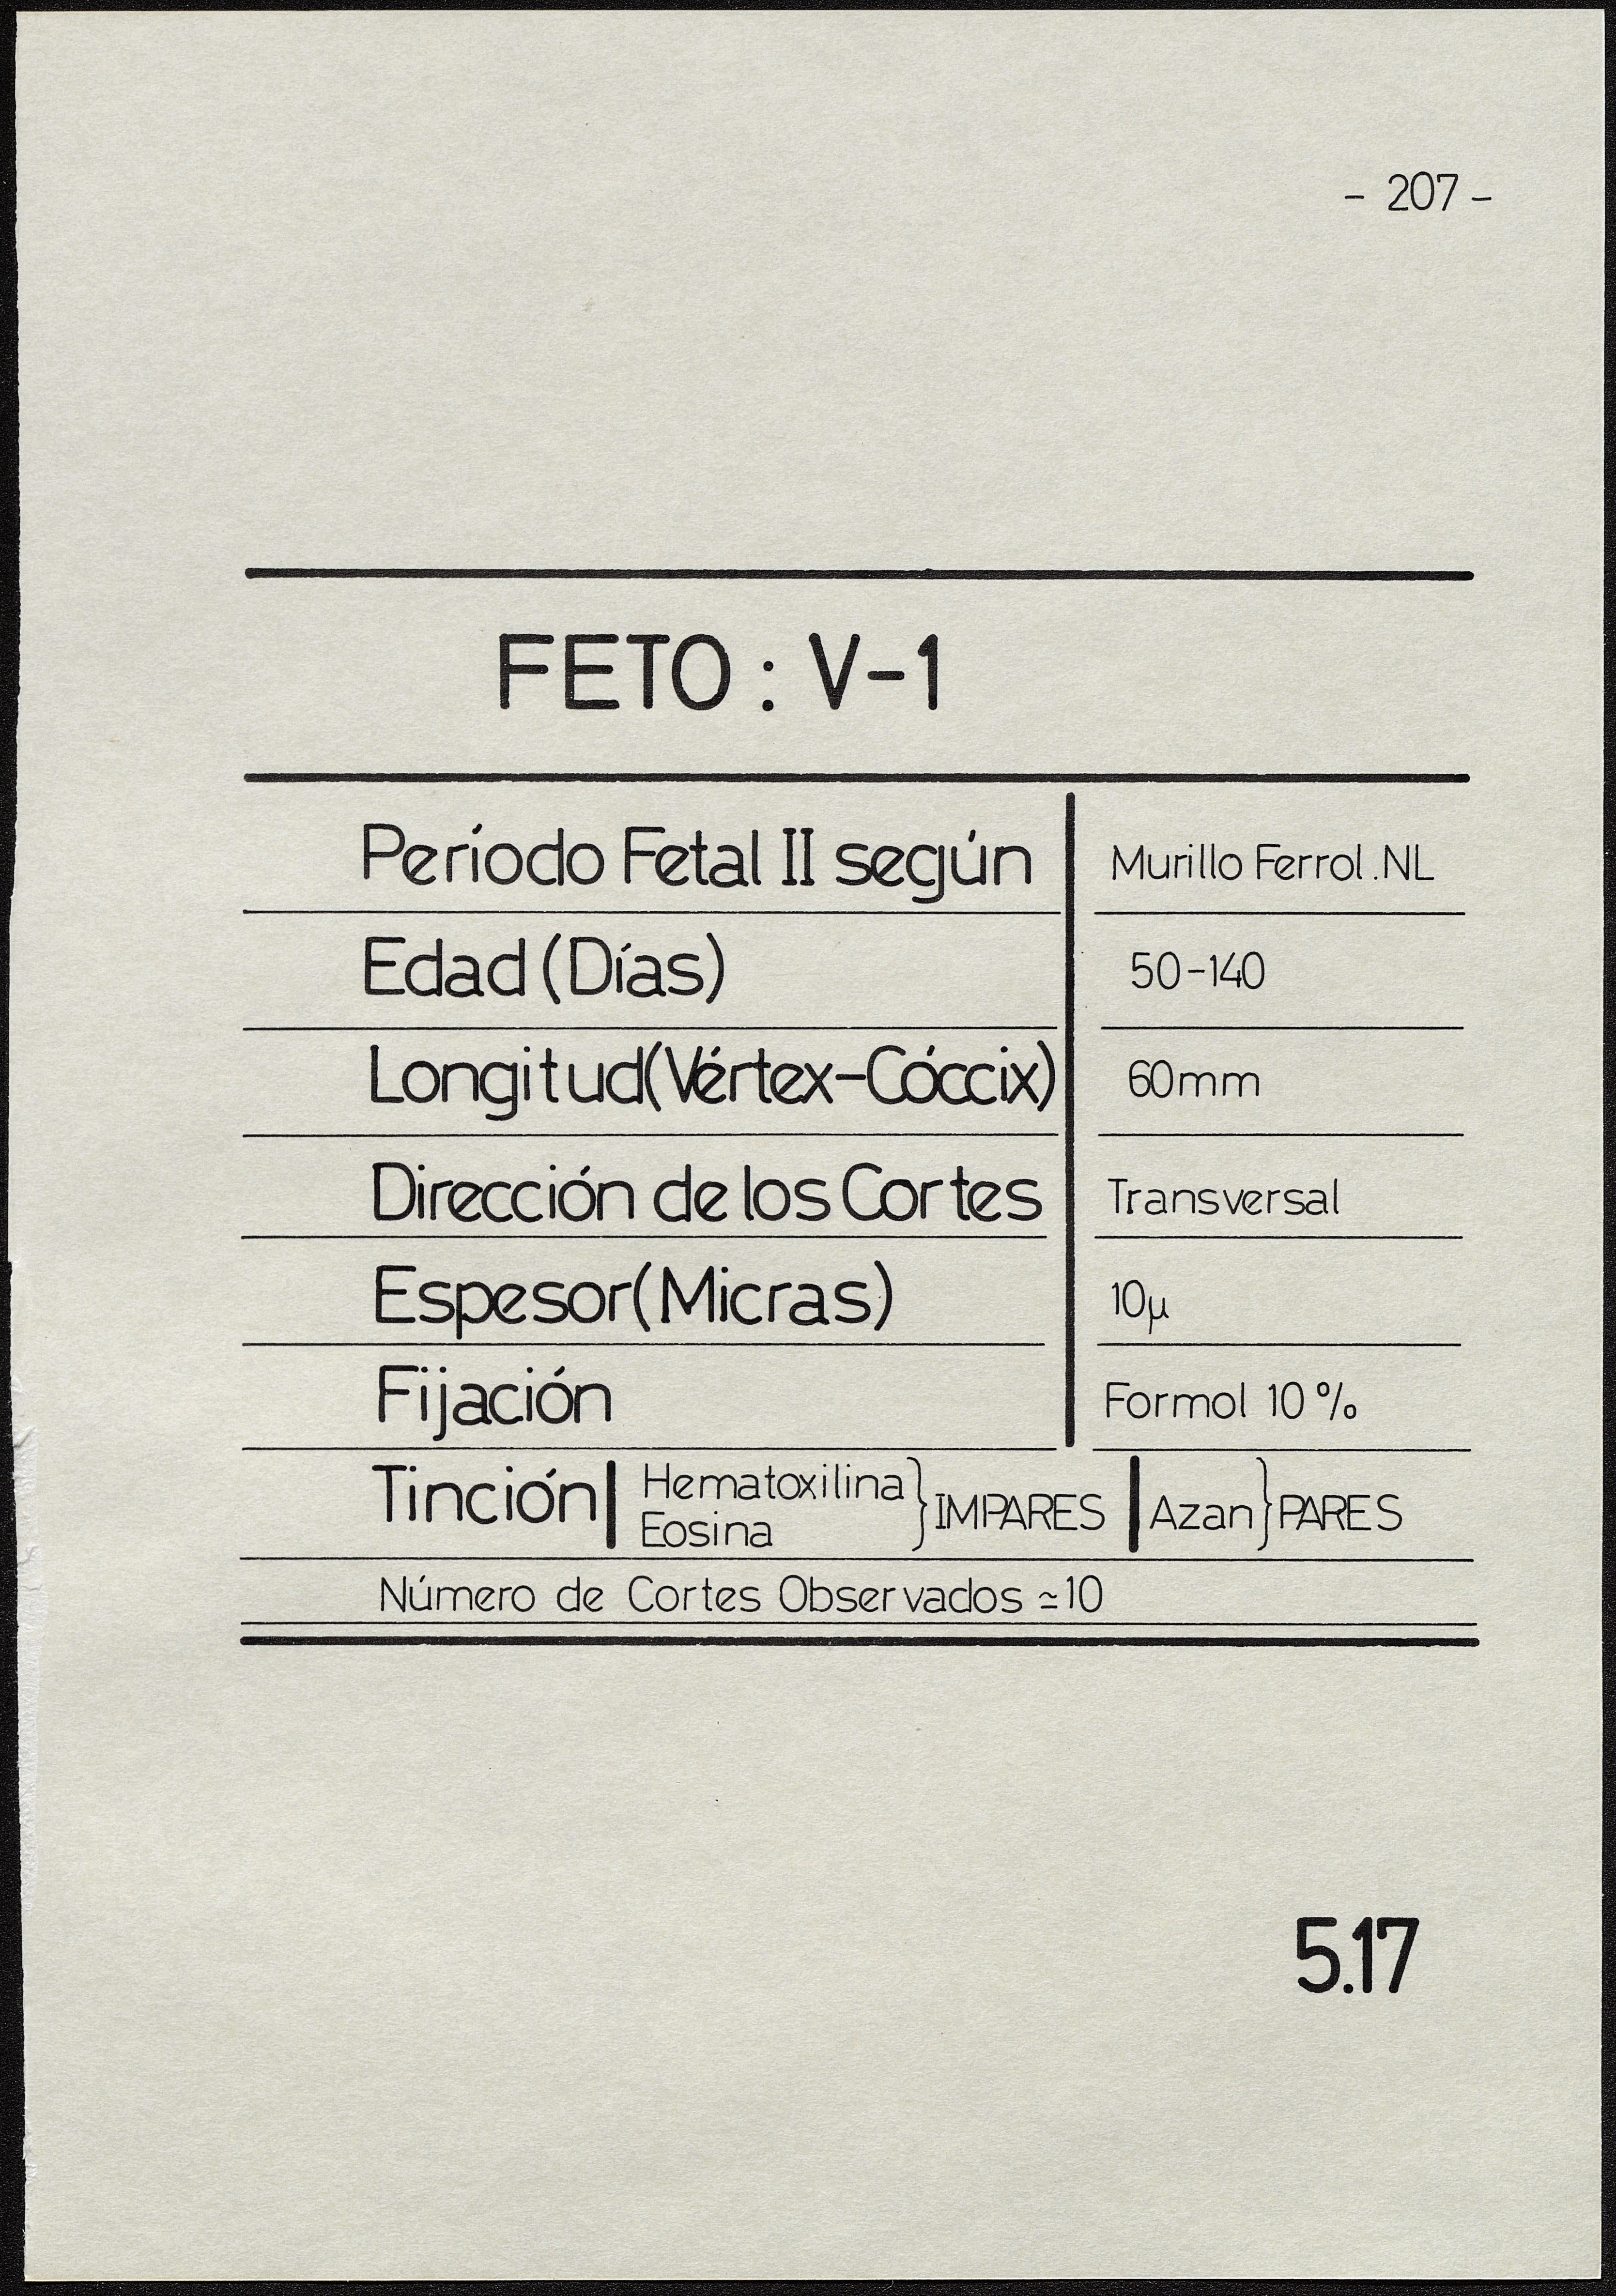 - 207 -
FETO : V-1
Período Fetal II según Murillo Ferrol.NL
Edad (Días) 50-140
Longitud(Vértex-Cóccix) 60mm
Dirección de los Cortes Transversal
Espesor(Micras) 10µ
Fijación Formol 10%
Tinción | Hematoxilina Eosina } IMPARES | Azan } PARES
Número de Cortes Observados ≃10
5.17